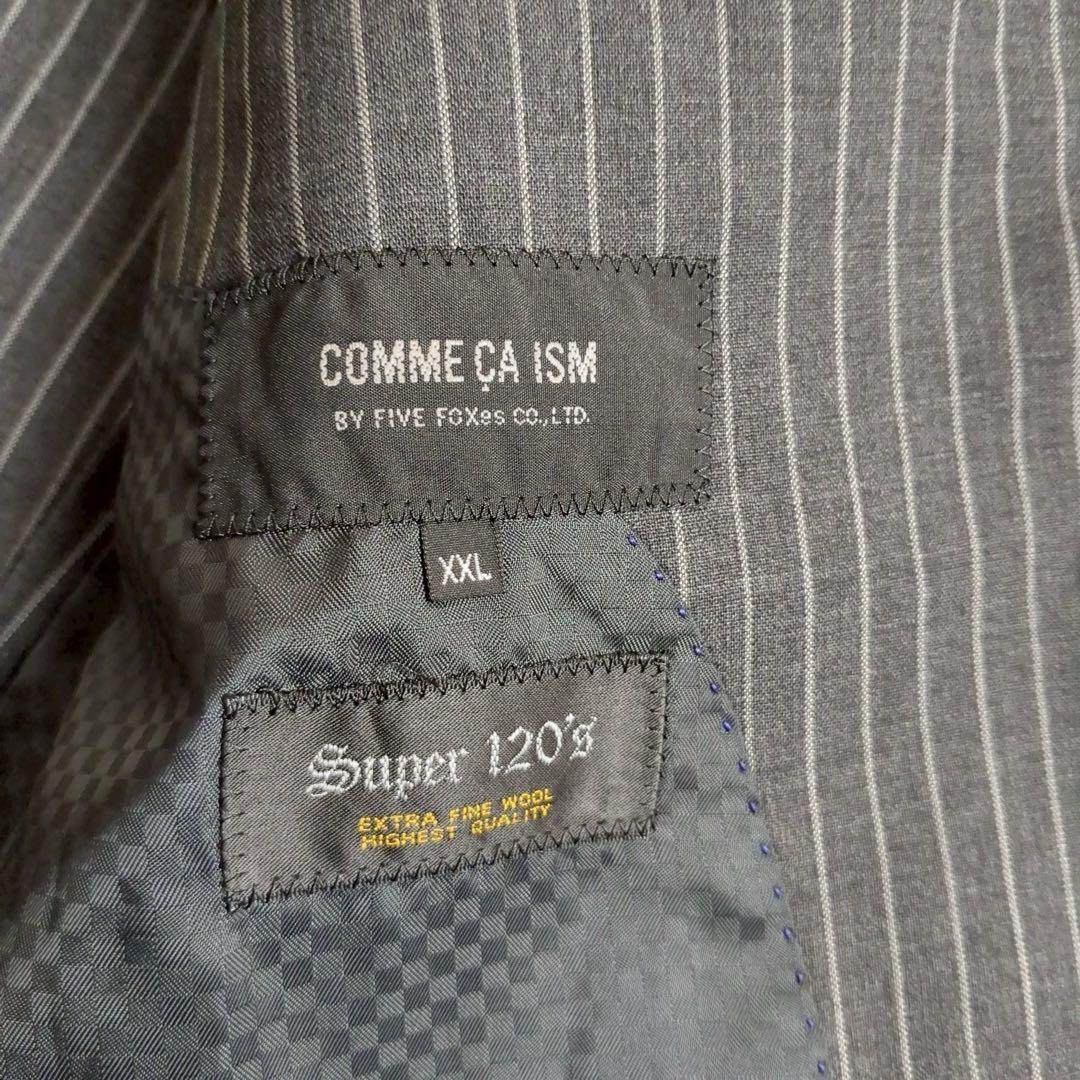 COMME ÇA ISM
BY FIVE FOXes CO.,LTD.
XXL
Super 120's
EXTRA FINE WOOL
HIGHEST QUALITY